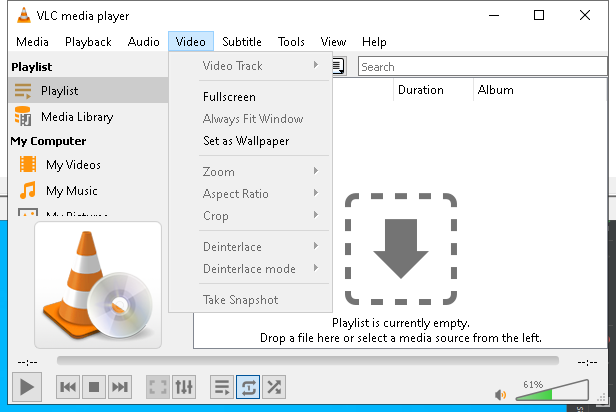 VLC media player
Media Playback Audio Video Subtitle Tools View Help
Playlist
Playlist
Media Library
My Computer
My Videos
My Music
My Pictures
Video Track
Fullscreen
Always Fit Window
Set as Wallpaper
Zoom
Aspect Ratio
Crop
Deinterlace
Deinterlace mode
Take Snapshot
Search
Duration Album
Playlist is currently empty.
Drop a file here or select a media source from the left.
--:-- --:--
61%